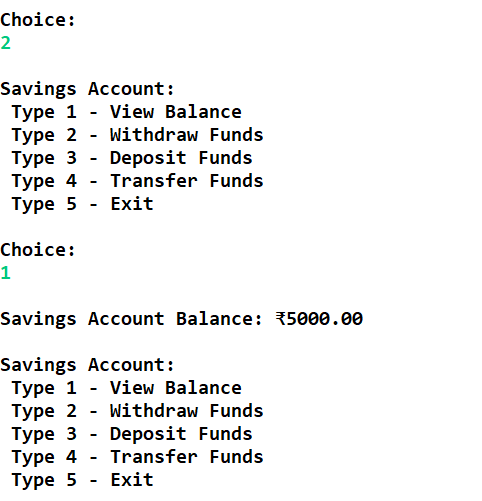 Choice:
2
Savings Account:
Type 1 - View Balance
Type 2 - Withdraw Funds
Type 3 - Deposit Funds
Type 4 - Transfer Funds
Type 5 - Exit
Choice:
1
Savings Account Balance: ₹5000.00
Savings Account:
Type 1 - View Balance
Type 2 - Withdraw Funds
Type 3 - Deposit Funds
Type 4 - Transfer Funds
Type 5 - Exit